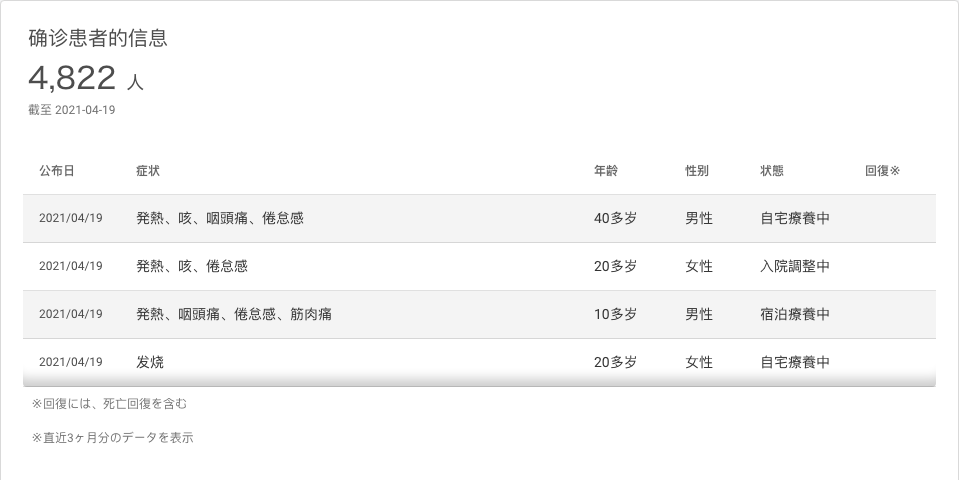 确诊患者的信息
4,822 人
截至 2021-04-19
公布日 症状 年龄 性别 状態 回復※
2021/04/19 発熱、咳、咽頭痛、倦怠感 40多岁 男性 自宅療養中
2021/04/19 発熱、咳、倦怠感 20多岁 女性 入院調整中
2021/04/19 発熱、咽頭痛、倦怠感、筋肉痛 10多岁 男性 宿泊療養中
2021/04/19 发烧 20多岁 女性 自宅療養中
※回復には、死亡回復を含む
※直近3ヶ月分のデータを表示